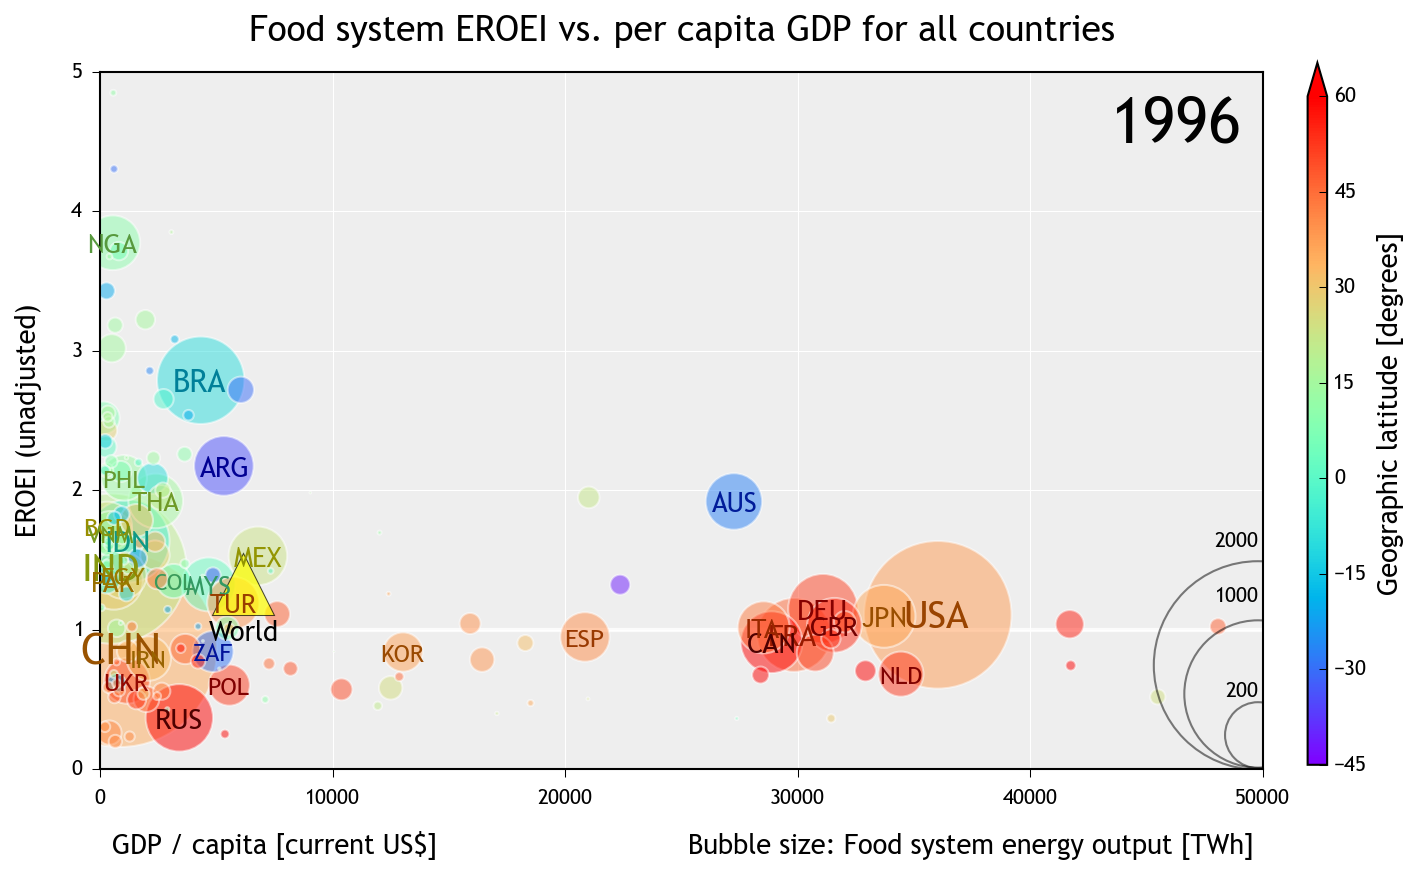 Food system EROEI vs. per capita GDP for all countries
1996
EROEI (unadjusted)
5
4
3
2
1
0
0
10000
20000
30000
40000
50000
GDP / capita [current US$]
Bubble size: Food system energy output [TWh]
NGA
BRA
ARG
AUS
PHL
THA
BGD
VNM
IDN
IND
MEX
EGY
PAK
COL
MYS
TUR
World
CHN
IRN
ZAF
UKR
POL
RUS
KOR
ESP
ITA
FRA
CAN
DEU
GBR
JPN
USA
NLD
2000
1000
200
60
45
30
15
0
−15
−30
−45
Geographic latitude [degrees]